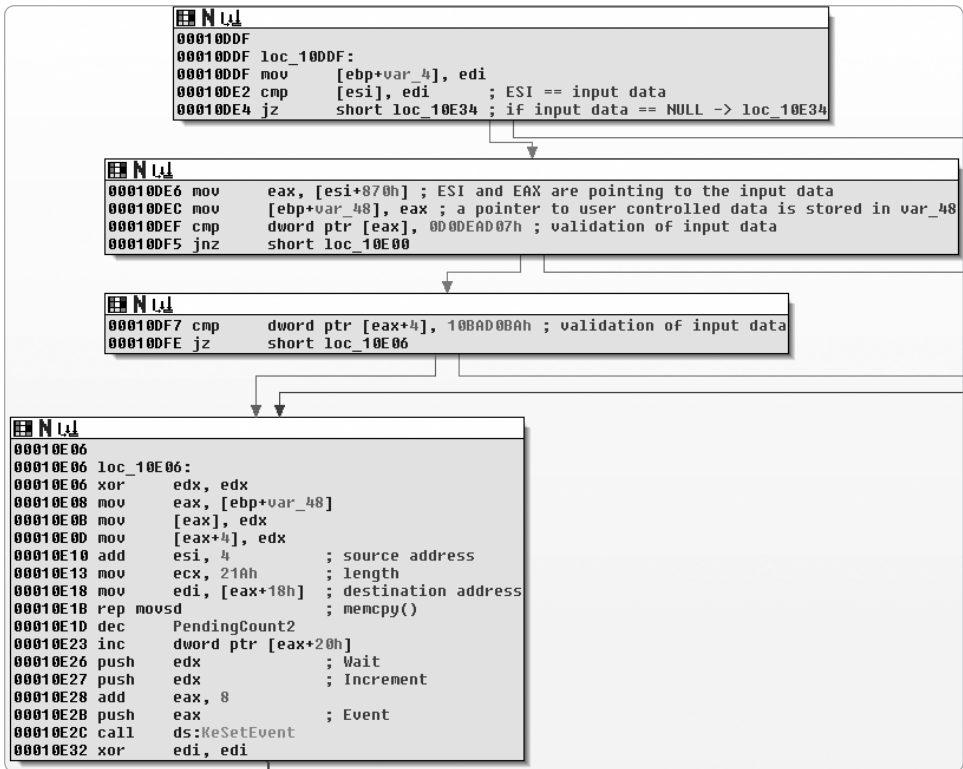 N
00010DDF
00010DDF loc_10DDF:
00010DDF mov [ebp+var_4], edi
00010DE2 cmp [esi], edi ; ESI == input data
00010DE4 jz short loc_10E34 ; if input data == NULL -> loc_10E34
N
00010DE6 mov eax, [esi+870h] ; ESI and EAX are pointing to the input data
00010DEC mov [ebp+var_48], eax ; a pointer to user controlled data is stored in var_48
00010DEF cmp dword ptr [eax], 0D0DEAD07h ; validation of input data
00010DF5 jnz short loc_10E00
N
00010DF7 cmp dword ptr [eax+4], 10BAD0BAh ; validation of input data
00010DFE jz short loc_10E06
N
00010E06
00010E06 loc_10E06:
00010E06 xor edx, edx
00010E08 mov eax, [ebp+var_48]
00010E0B mov [eax], edx
00010E0D mov [eax+4], edx
00010E10 add esi, 4 ; source address
00010E13 mov ecx, 21Ah ; length
00010E18 mov edi, [eax+18h] ; destination address
00010E1B rep movsd ; memcpy()
00010E1D dec PendingCount2
00010E23 inc dword ptr [eax+20h]
00010E26 push edx ; Wait
00010E27 push edx ; Increment
00010E28 add eax, 8
00010E2B push eax ; Event
00010E2C call ds:KeSetEvent
00010E32 xor edi, edi